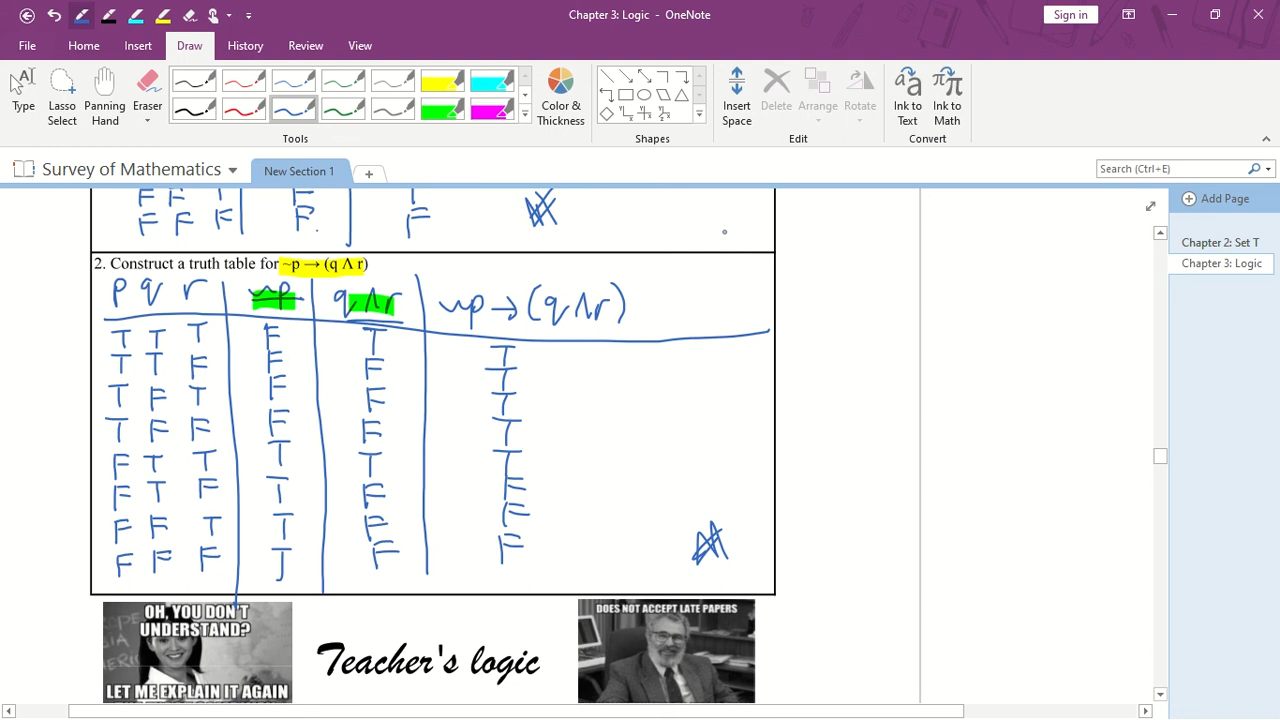 Chapter 3: Logic - OneNote
Sign in
File Home Insert Draw History Review View
Type
Lasso Select
Panning Hand
Eraser
Color & Thickness
Insert Space
Delete
Arrange
Rotate
Ink to Text
Ink to Math
Tools
Shapes
Edit
Convert
Survey of Mathematics
New Section 1
Search (Ctrl+E)
Add Page
Chapter 2: Set T
Chapter 3: Logic
F F F F F
2. Construct a truth table for ~p → (q Λ r)
p q r ~p q Λ r ~p → (q Λ r)
T T T F T T
T T F F F T
T F T F F T
T F F F F T
F T T T T T
F T F T F F
F F T T F F
F F F T F F
OH, YOU DON'T UNDERSTAND?
LET ME EXPLAIN IT AGAIN
Teacher's logic
DOES NOT ACCEPT LATE PAPERS